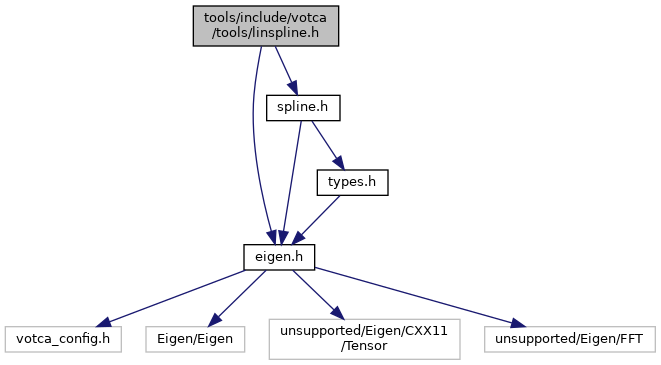 tools/include/votca
/tools/linspline.h
spline.h
types.h
eigen.h
votca_config.h
Eigen/Eigen
unsupported/Eigen/CXX11
/Tensor
unsupported/Eigen/FFT